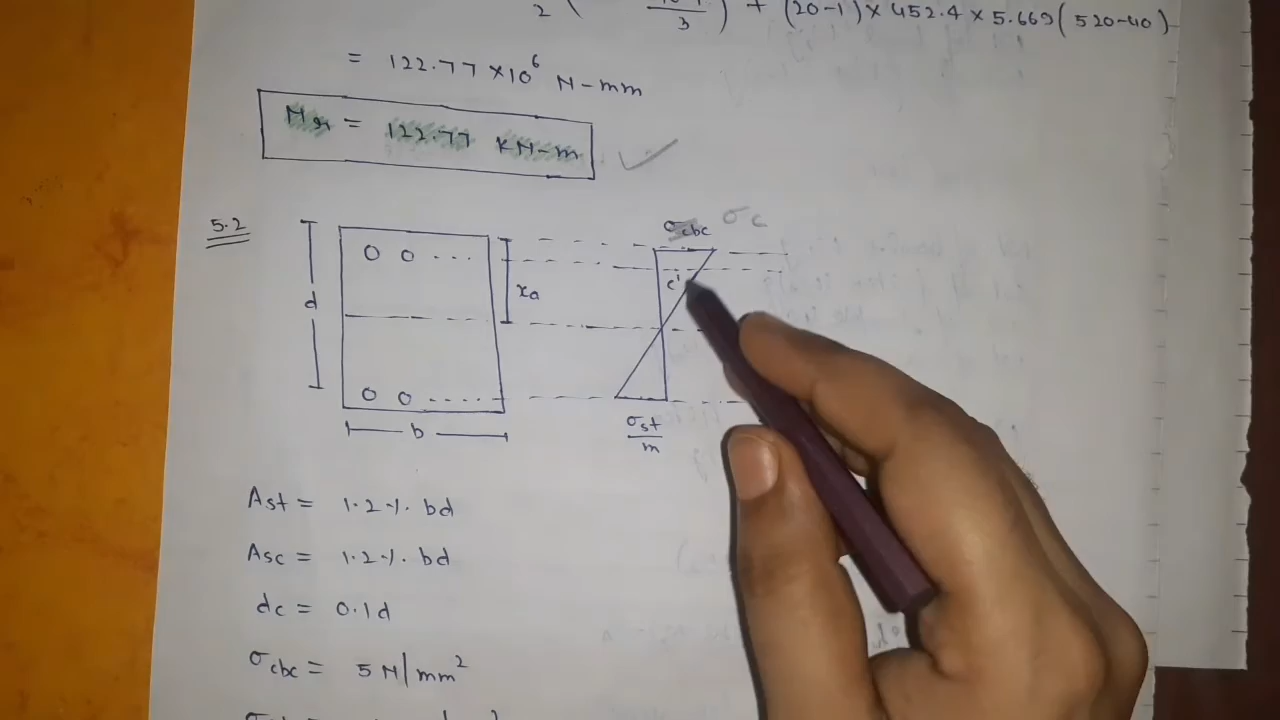 2 ( 3 ) + (20-1) × 452.4 × 5.669 (520-40)
= 122.77 × 10⁶ N-mm
Mr = 122.77 KN-m
5.2
σcbc σc
d
xa
c'
b
σst/m
Ast = 1.2 %. bd
Asc = 1.2 %. bd
dc = 0.1d
σcbc = 5 N/mm²